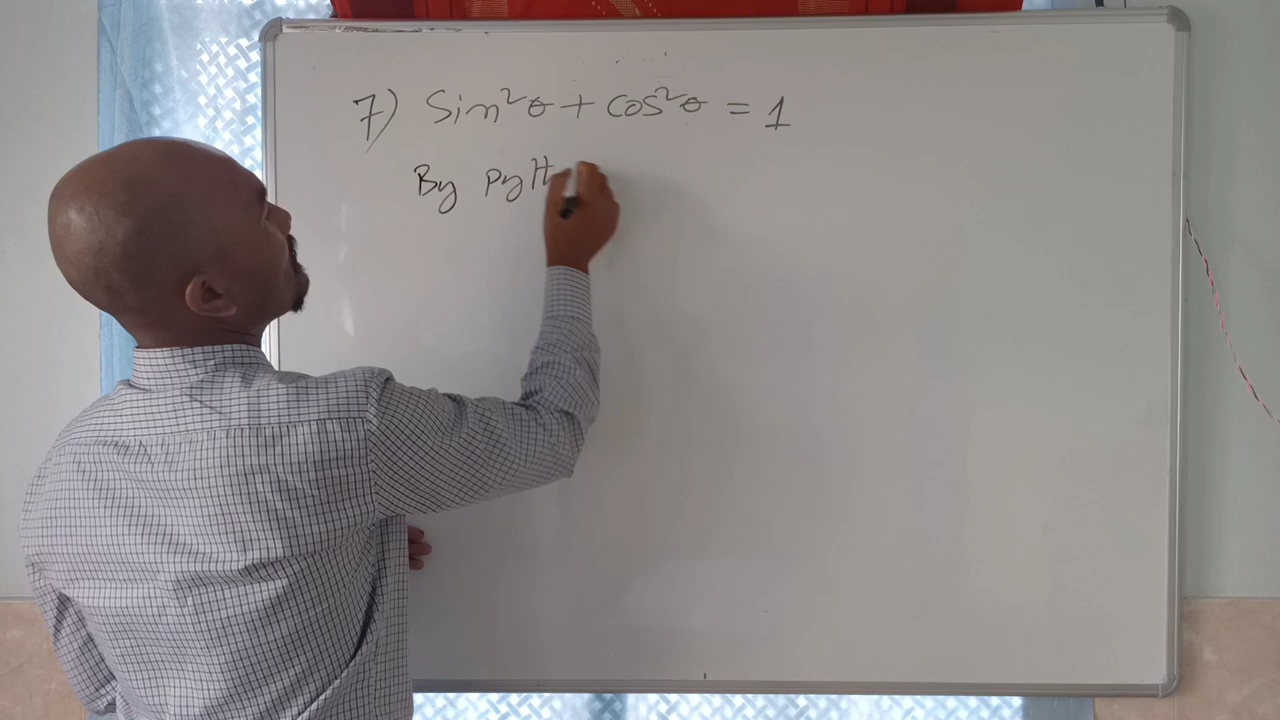 7) Sin²θ + Cos²θ = 1
By pyth